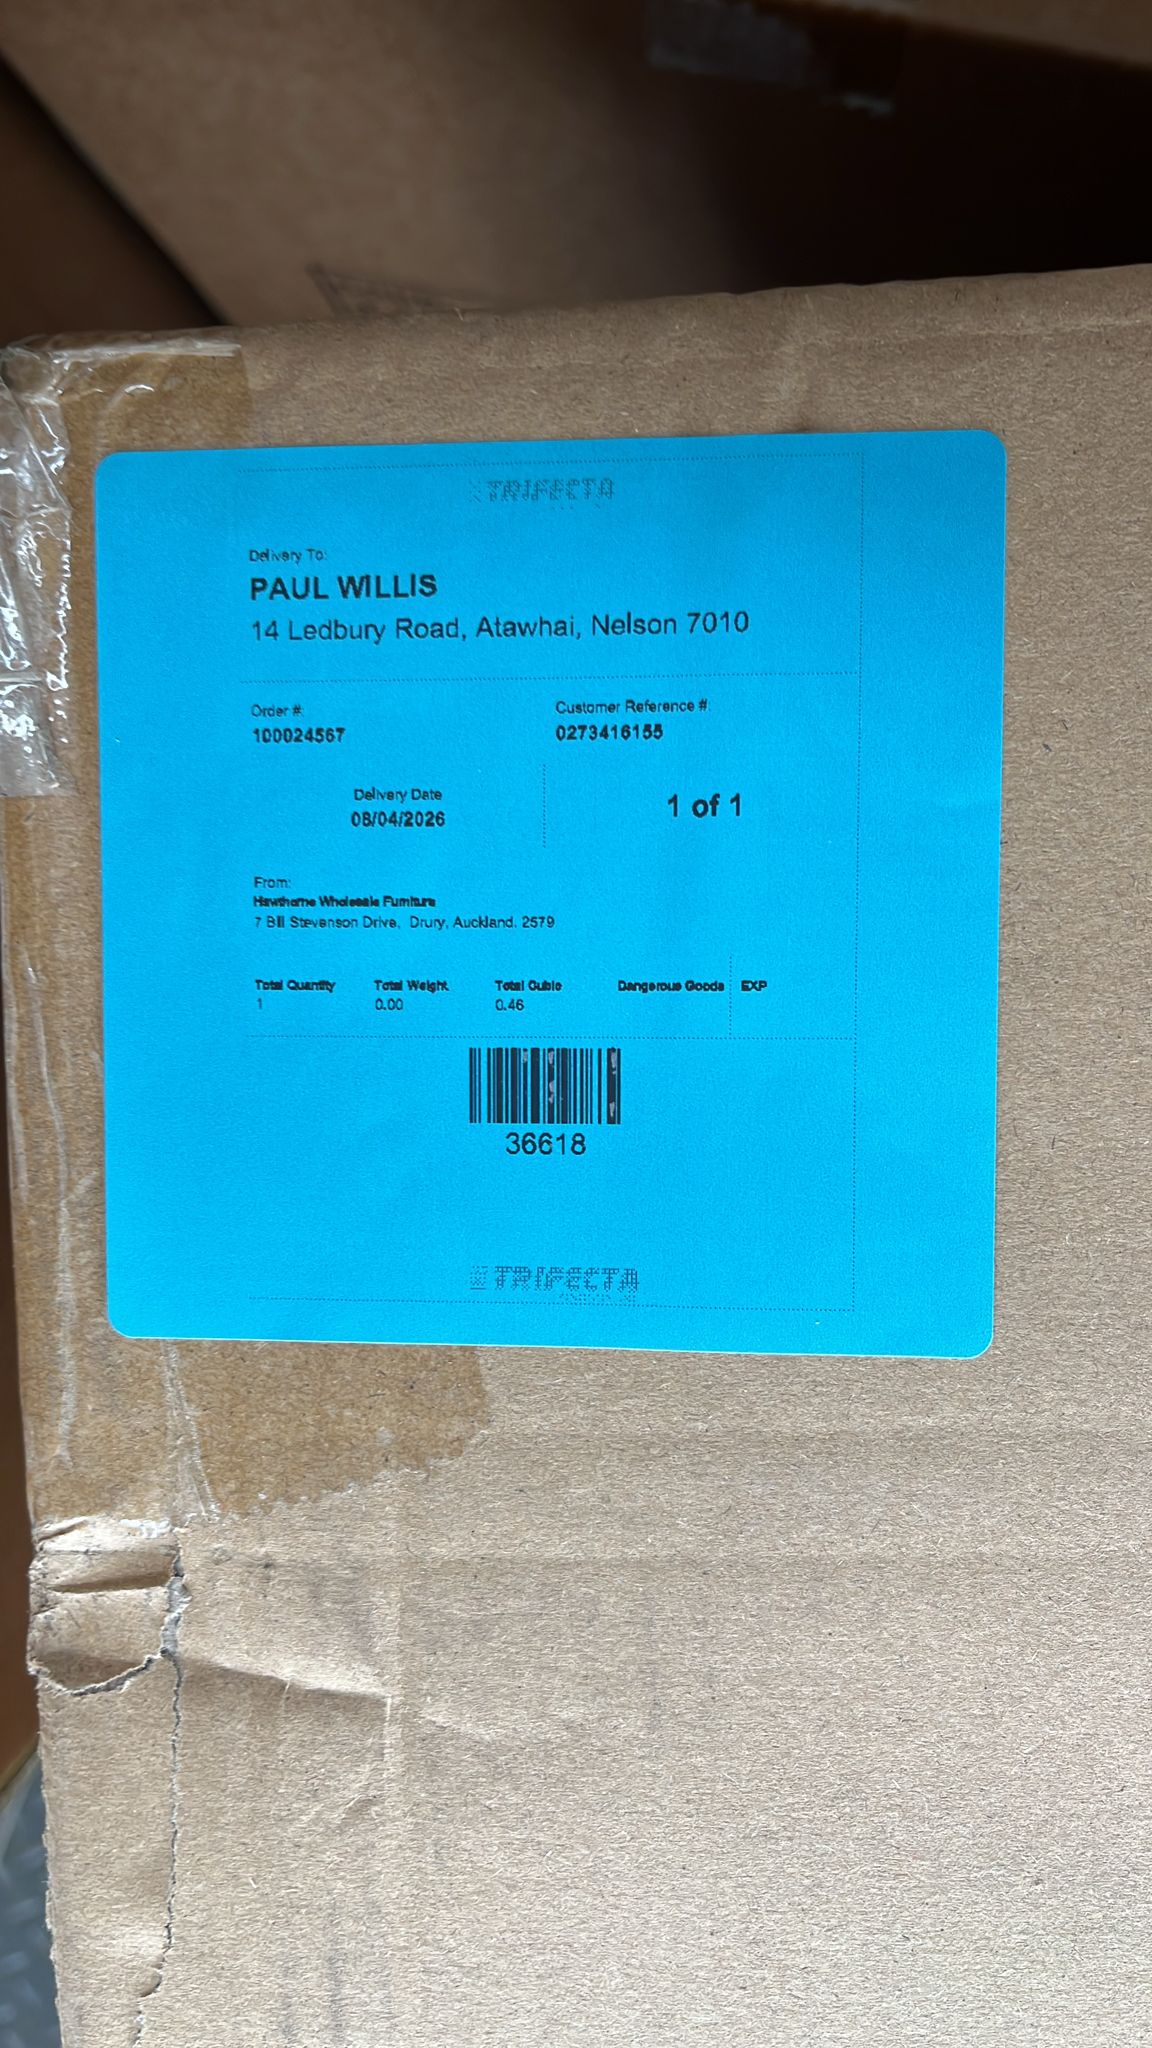 TRIFECTA
Delivery To:
PAUL WILLIS
14 Ledbury Road, Atawhai, Nelson 7010
Order #: Customer Reference #:
100024567 0273416155
Delivery Date
08/04/2026 1 of 1
From:
Hawthorne Wholesale Furniture
7 Bill Stevenson Drive, Drury, Auckland, 2579
Total Quantity Total Weight Total Cubic Dangerous Goods EXP
1 0.00 0.46
36618
TRIFECTA